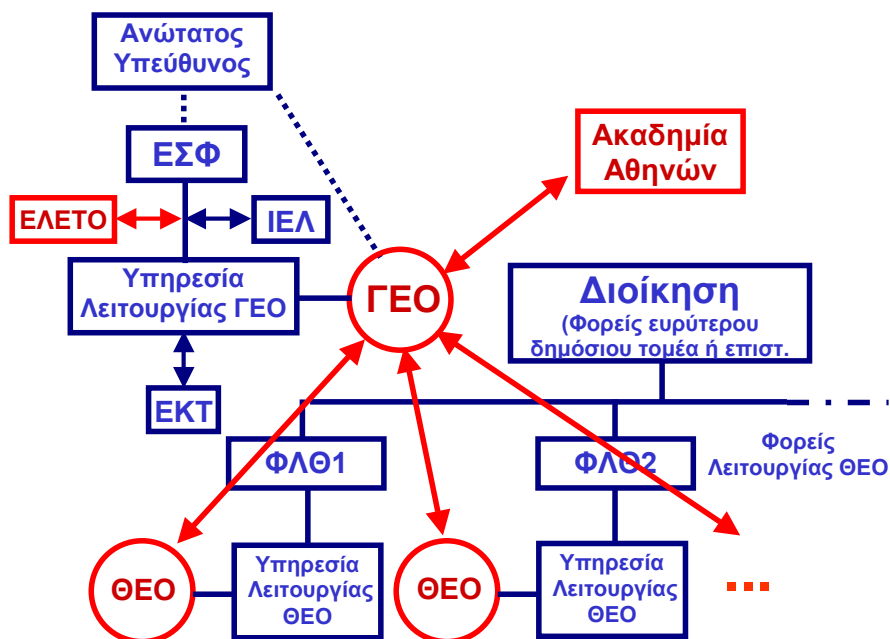 Ανώτατος
Υπεύθυνος
ΕΣΦ
Ακαδημία
Αθηνών
ΕΛΕΤΟ
ΙΕΛ
Υπηρεσία
Λειτουργίας ΓΕΟ
ΓΕΟ
Διοίκηση
(Φορείς ευρύτερου
δημόσιου τομέα ή επιστ.
ΕΚΤ
ΦΛΘ1
ΦΛΘ2
Φορείς
Λειτουργίας ΘΕΟ
ΘΕΟ
Υπηρεσία
Λειτουργίας
ΘΕΟ
ΘΕΟ
Υπηρεσία
Λειτουργίας
ΘΕΟ
...